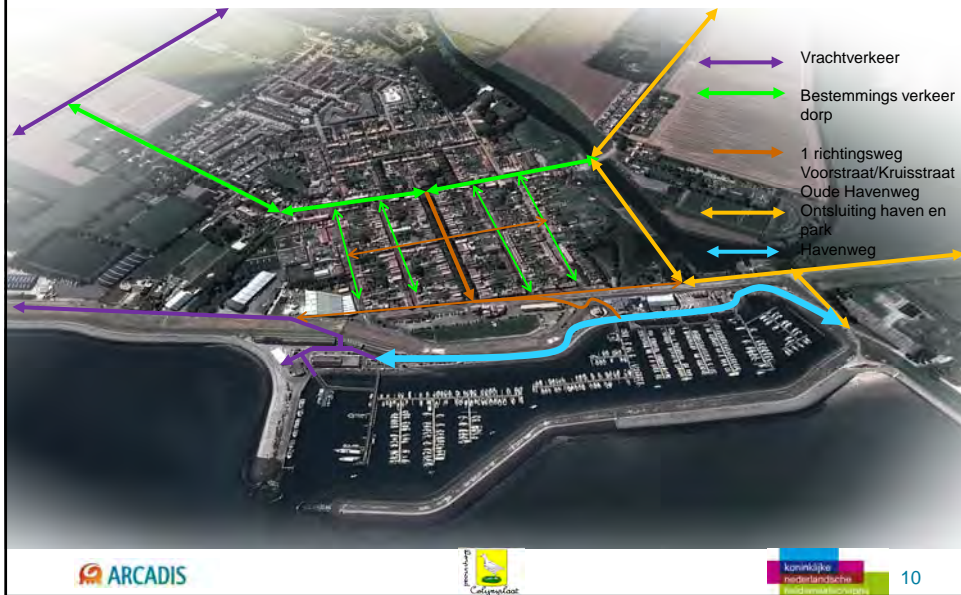 Vrachtverkeer
Bestemmings verkeer
dorp
1 richtingsweg
Voorstraat/Kruisstraat
Oude Havenweg
Ontsluiting haven en
park
Havenweg
ARCADIS
Colijnsplaat
koninklijke
nederlandsche
10